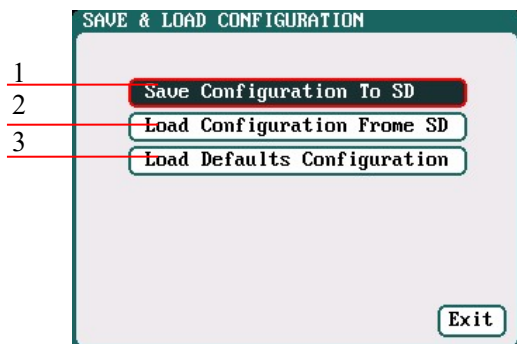 SAVE & LOAD CONFIGURATION
1
Save Configuration To SD
2
Load Configuration Frome SD
3
Load Defaults Configuration
Exit